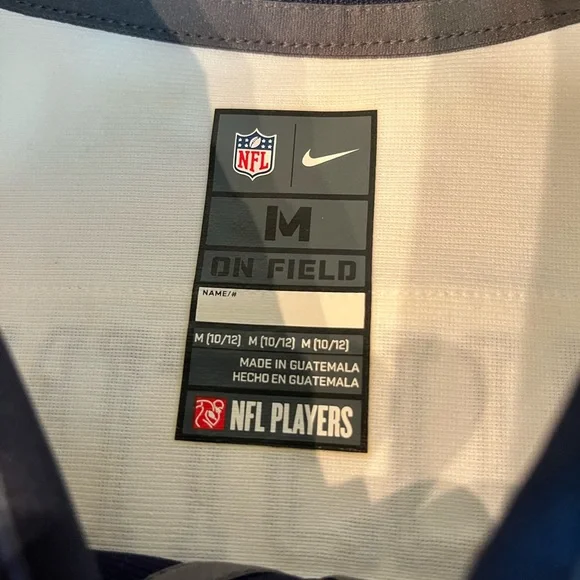 NFL
M
ON FIELD
NAME/#
M (10/12) M (10/12) M (10/12)
MADE IN GUATEMALA
HECHO EN GUATEMALA
NFL PLAYERS